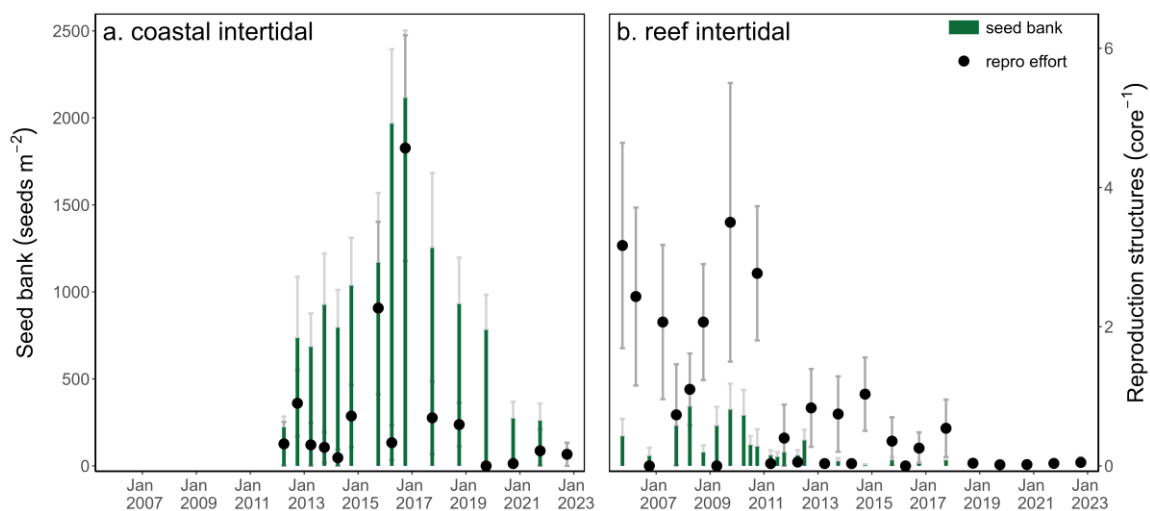 a. coastal intertidal
b. reef intertidal
seed bank
repro effort
Seed bank (seeds m⁻²)
2500
2000
1500
1000
500
0
Reproduction structures (core⁻¹)
6
4
2
0
Jan Jan Jan Jan Jan Jan Jan Jan Jan
2007 2009 2011 2013 2015 2017 2019 2021 2023
Jan Jan Jan Jan Jan Jan Jan Jan Jan
2007 2009 2011 2013 2015 2017 2019 2021 2023